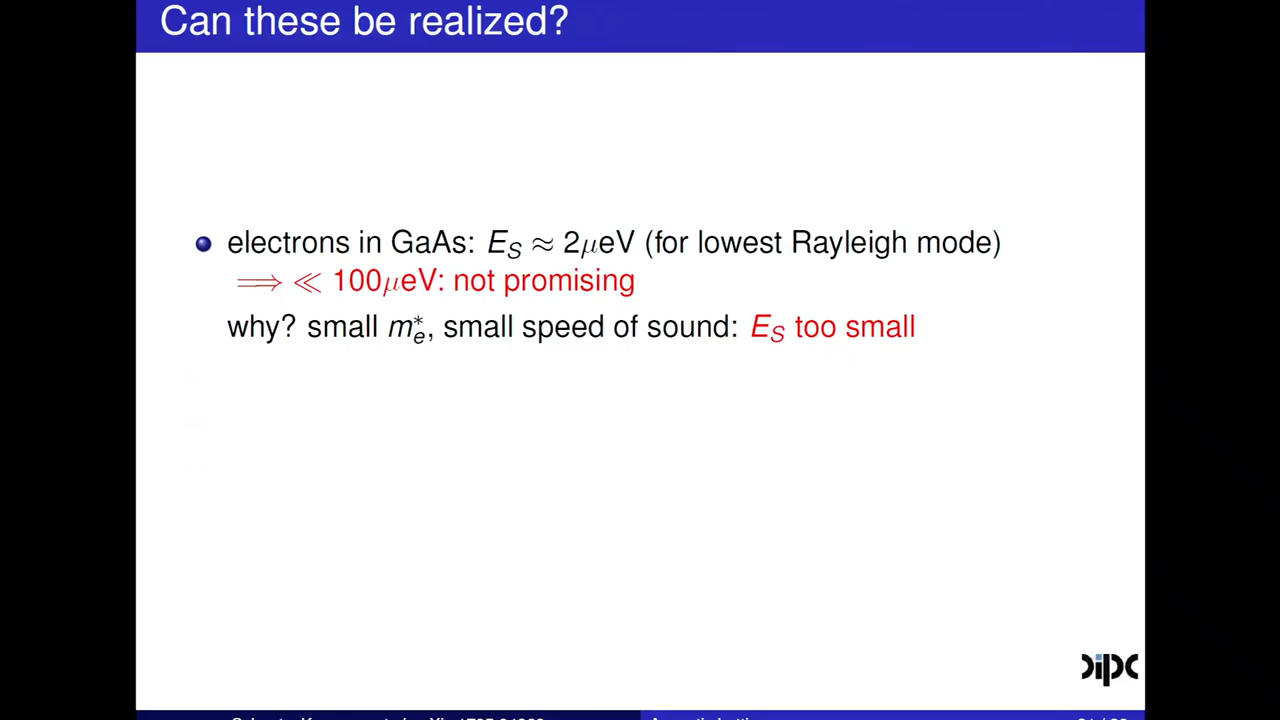 Can these be realized?
electrons in GaAs: E_S ≈ 2μeV (for lowest Rayleigh mode)
⟹ ≪ 100μeV: not promising
why? small m*_e, small speed of sound: E_S too small
DIPC